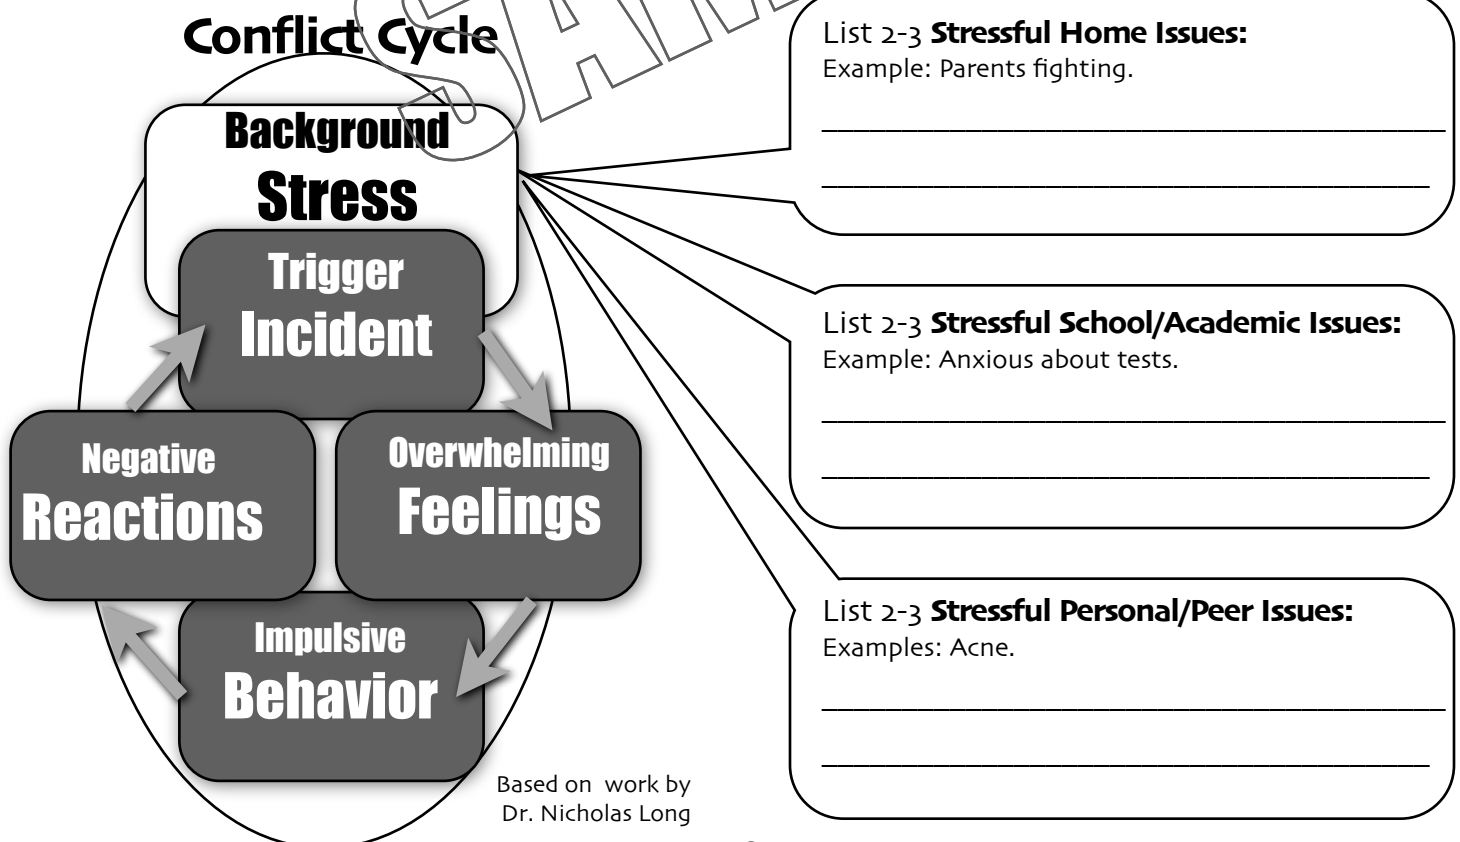 Conflict Cycle
Background
Stress
Trigger
Incident
Overwhelming
Feelings
Impulsive
Behavior
Negative
Reactions
Based on work by
Dr. Nicholas Long
List 2-3 Stressful Home Issues:
Example: Parents fighting.
List 2-3 Stressful School/Academic Issues:
Example: Anxious about tests.
List 2-3 Stressful Personal/Peer Issues:
Examples: Acne.